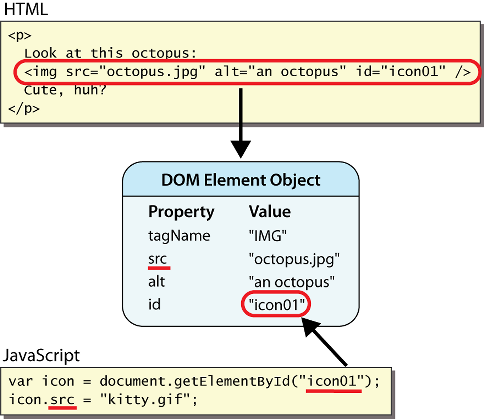 HTML
<p>
Look at this octopus:
<img src="octopus.jpg" alt="an octopus" id="icon01" />
Cute, huh?
</p>
DOM Element Object
Property Value
tagName "IMG"
src "octopus.jpg"
alt "an octopus"
id "icon01"
JavaScript
var icon = document.getElementById("icon01");
icon.src = "kitty.gif";